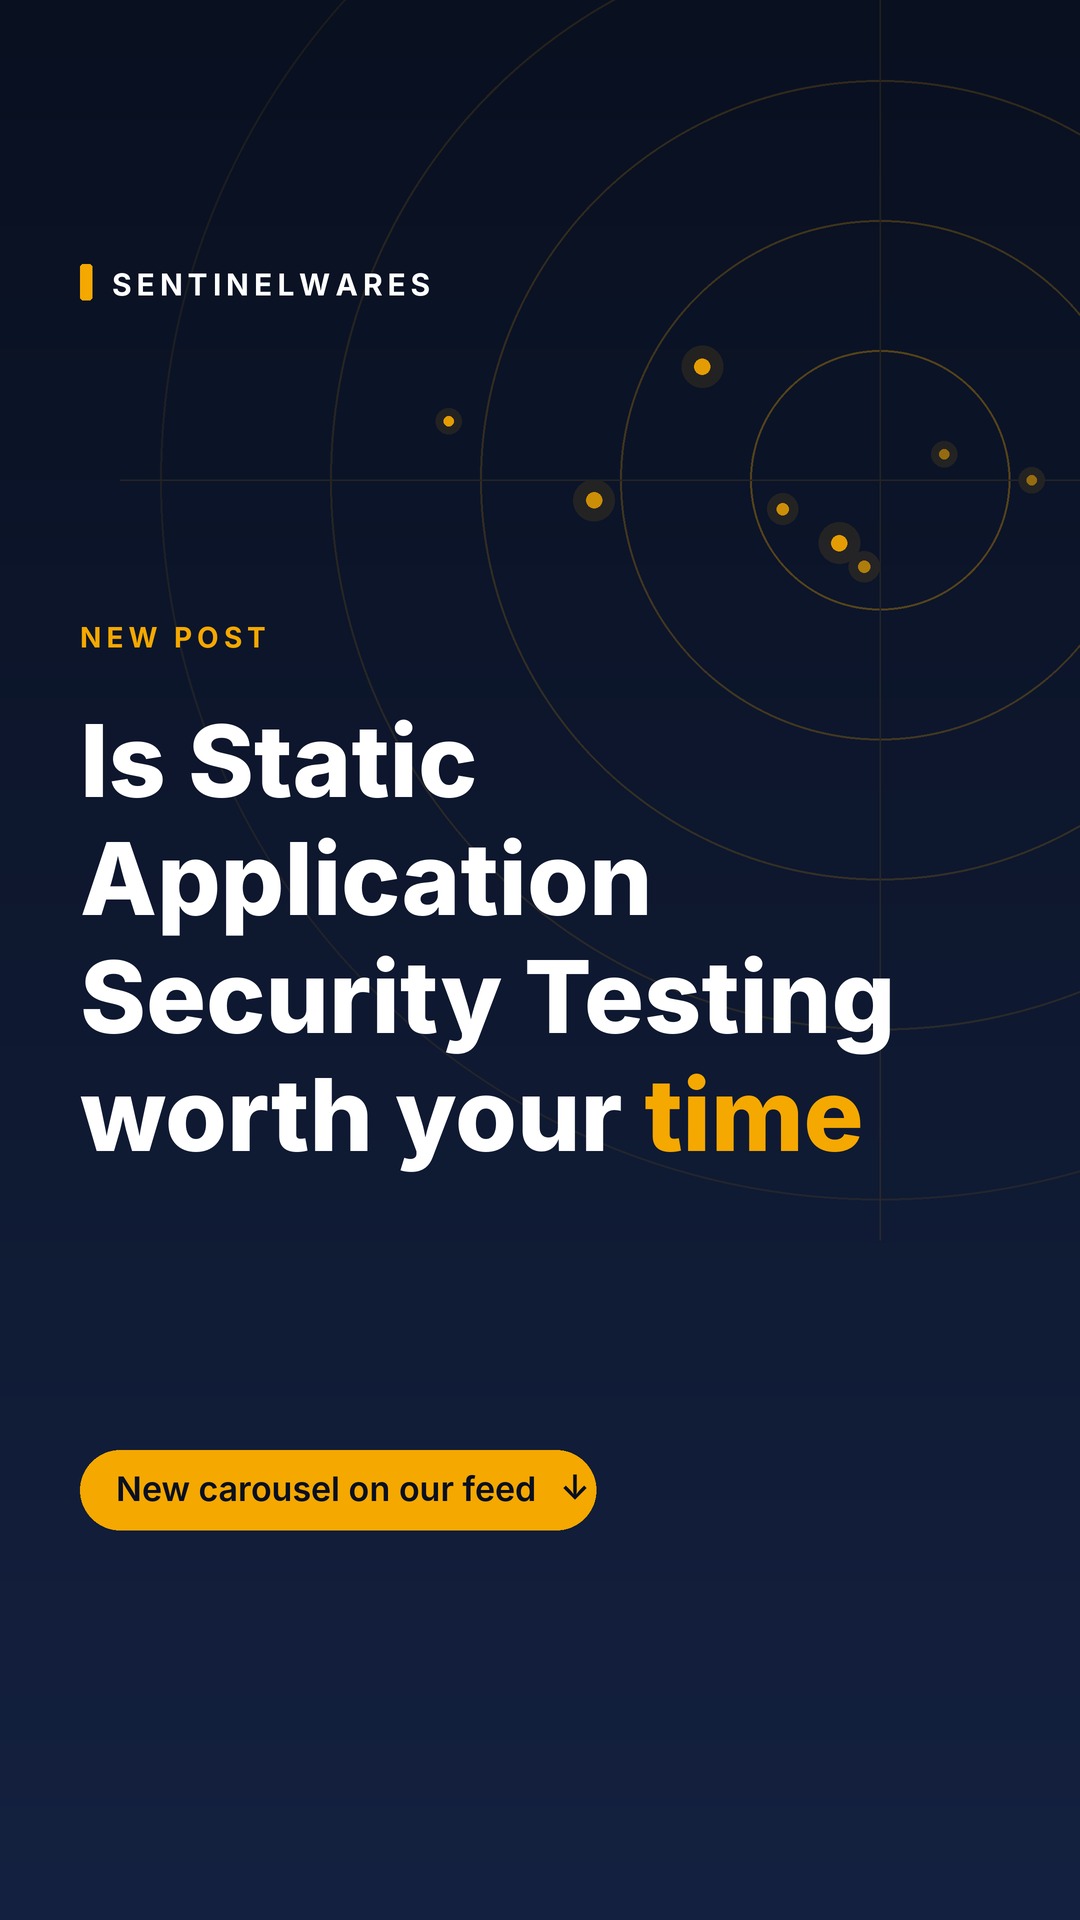 SENTINELWARES
NEW POST
Is Static
Application
Security Testing
worth your time
New carousel on our feed ↓